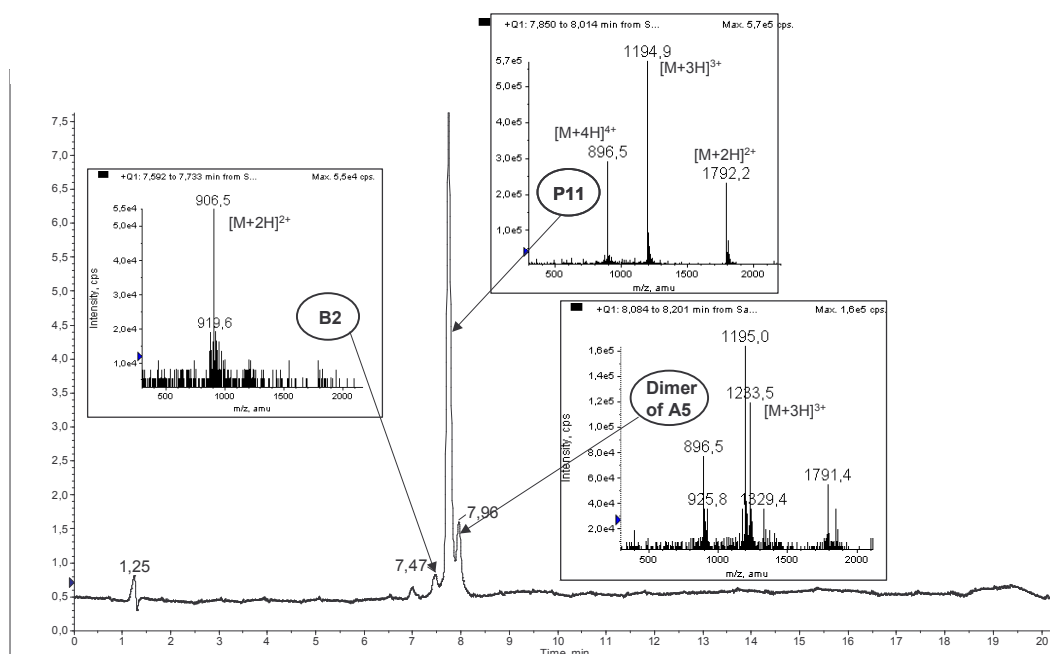 +Q1: 7,850 to 8,014 min from S... Max. 5,7e5 cps.
1194,9
5,7e5
[M+3H]3+
5,0e5
4,0e5
[M+4H]4+
896,5
[M+2H]2+
1792,2
3,0e5
2,0e5
1,0e5
500 1000 1500 2000
m/z, amu
P11
+Q1: 7,592 to 7,733 min from S... Max. 5,5e4 cps.
906,5
5,5e4
[M+2H]2+
5,0e4
4,0e4
3,0e4
2,0e4
919,6
1,0e4
Intensity, cps
500 1000 1500 2000
m/z, amu
B2
+Q1: 8,084 to 8,201 min from Sa... Max. 1,6e5 cps.
1195,0
1,6e5
1,4e5
1233,5
1,2e5
[M+3H]3+
1,0e5
8,0e4
896,5
6,0e4
1791,4
4,0e4
925,8 1329,4
2,0e4
Intensity, cps
500 1000 1500 2000
m/z, amu
Dimer
of A5
7,5
7,0
6,5
6,0
5,5
5,0
4,5
4,0
3,5
3,0
2,5
2,0
1,5
1,0
0,5
0,0
1,25
7,47
7,96
0 1 2 3 4 5 6 7 8 9 10 11 12 13 14 15 16 17 18 19 20
Time, min